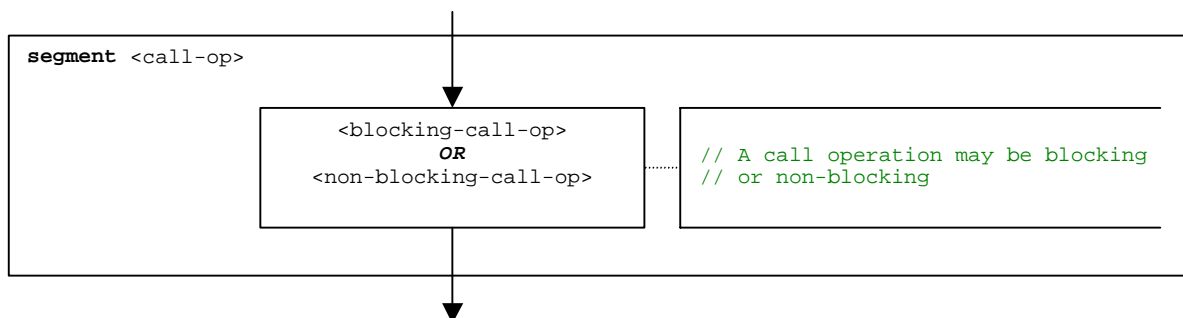 segment <call-op>
<blocking-call-op>
OR
<non-blocking-call-op>
// A call operation may be blocking
// or non-blocking